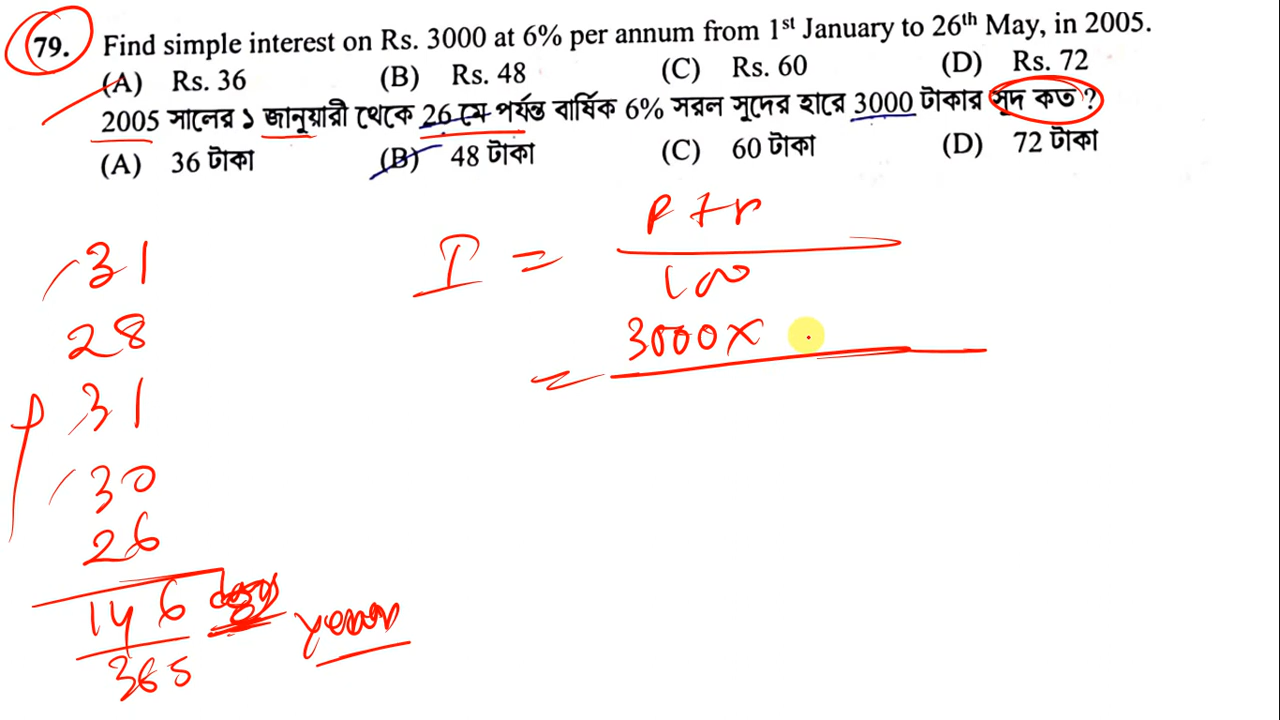 79. Find simple interest on Rs. 3000 at 6% per annum from 1st January to 26th May, in 2005.
(A) Rs. 36 (B) Rs. 48 (C) Rs. 60 (D) Rs. 72
2005 সালের ১ জানুয়ারী থেকে 26 মে পর্যন্ত বার্ষিক 6% সরল সুদের হারে 3000 টাকার সুদ কত ?
(A) 36 টাকা (B) 48 টাকা (C) 60 টাকা (D) 72 টাকা
I = p t r
100
= 3000 ×
31
28
31
30
26
146 days
365 year